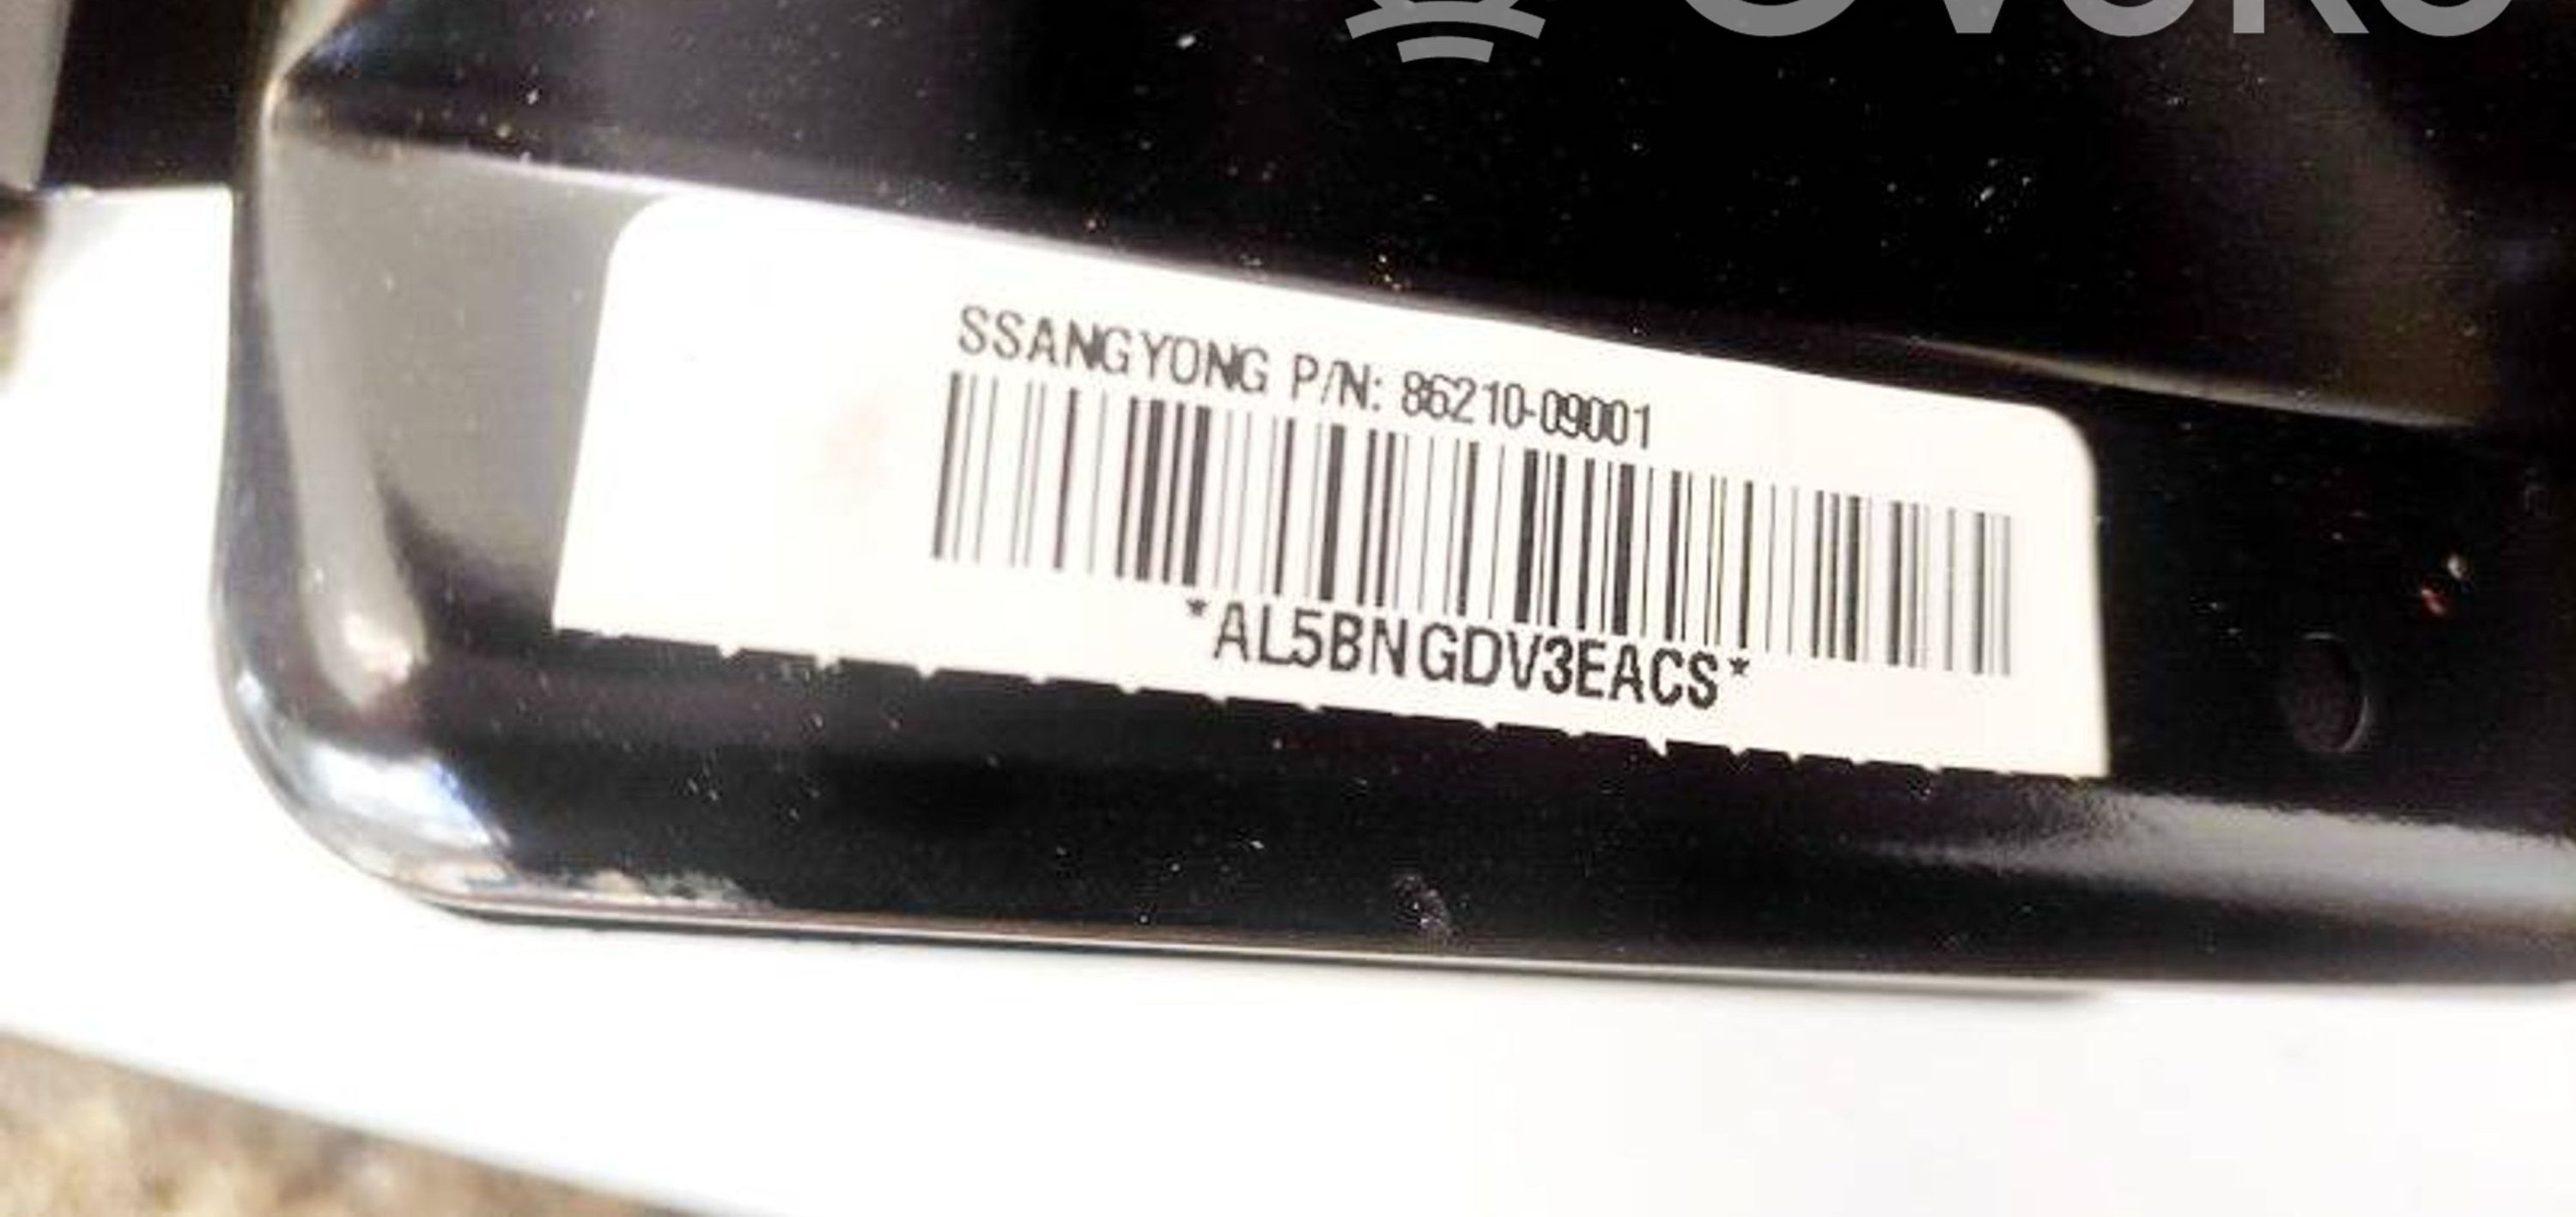 SSANGYONG P/N: 86210-09001
*AL5BNGDV3EACS*